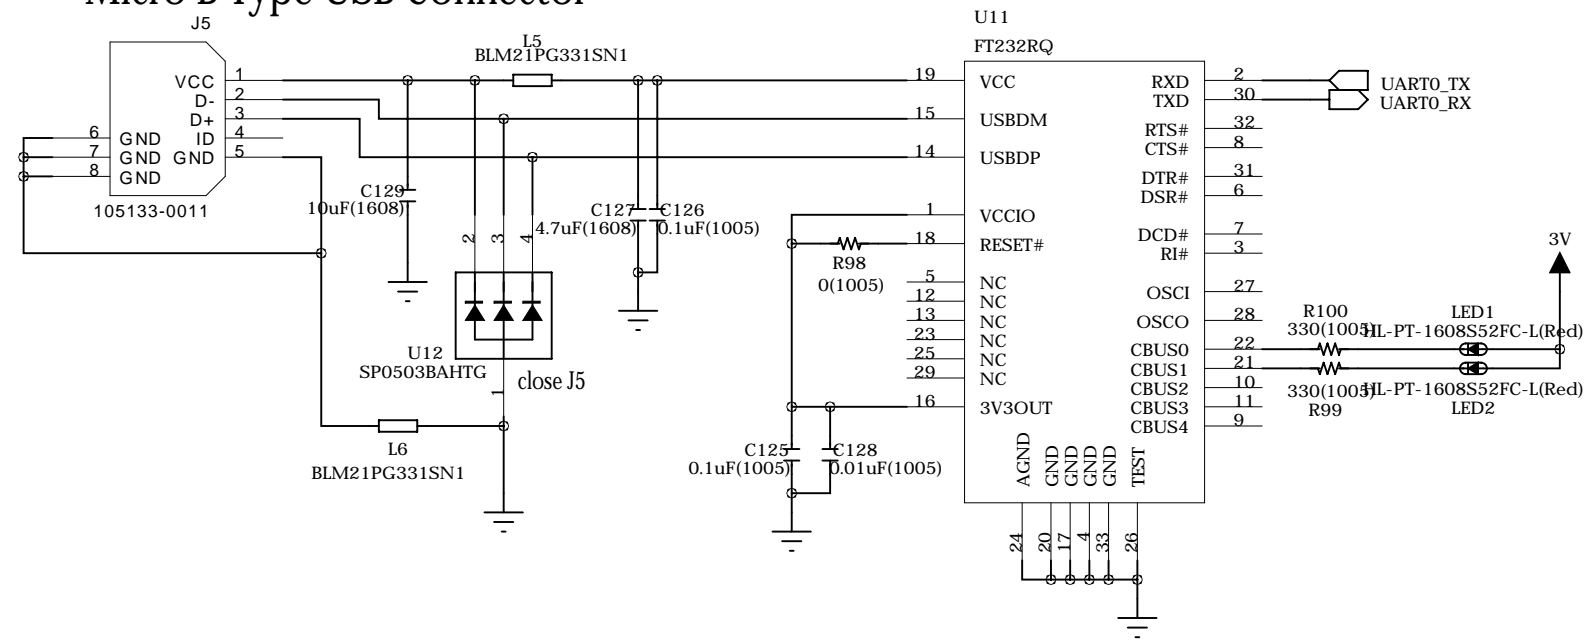 Micro B Type USB Connector
J5
VCC 1
D- 2
D+ 3
ID 4
GND 5
6 GND
7 GND
8 GND
105133-0011
L5
BLM21PG331SN1
C129
10uF(1608)
C127
4.7uF(1608)
C126
0.1uF(1005)
2
3
4
U12
SP0503BAHTG
close J5
1
L6
BLM21PG331SN1
U11
FT232RQ
19 VCC
15 USBDM
14 USBDP
1 VCCIO
18 RESET#
R98
0(1005)
5 NC
12 NC
13 NC
23 NC
25 NC
29 NC
16 3V3OUT
C125
0.1uF(1005)
C128
0.01uF(1005)
AGND
GND
GND
GND
GND
TEST
24
20
17
4
33
26
RXD 2
TXD 30
RTS# 32
CTS# 8
DTR# 31
DSR# 6
DCD# 7
RI# 3
OSCI 27
OSCO 28
CBUS0 22
CBUS1 21
CBUS2 10
CBUS3 11
CBUS4 9
UART0_TX
UART0_RX
3V
R100
330(1005)
LED1
HL-PT-1608S52FC-L(Red)
330(1005)
R99
HL-PT-1608S52FC-L(Red)
LED2